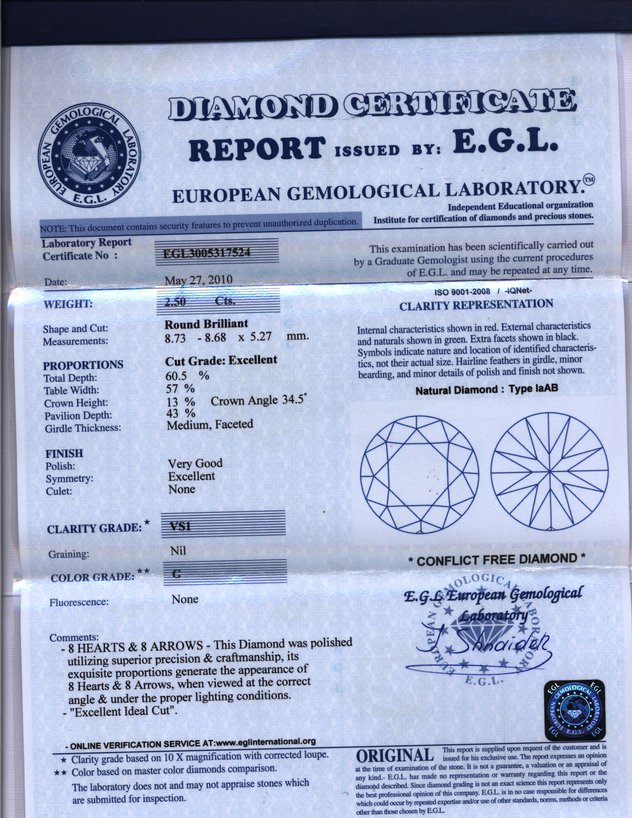 DIAMOND CERTIFICATE
REPORT ISSUED BY: E.G.L.
EUROPEAN GEMOLOGICAL LABORATORY.™
EUROPEAN GEMOLOGICAL LABORATORY
E.G.L.
Independent Educational organization
Institute for certification of diamonds and precious stones.
NOTE: This document contains security features to prevent unauthorized duplication.
Laboratory Report
Certificate No : EGL3005317524
Date: May 27, 2010
WEIGHT: 2.50 Cts.
Shape and Cut: Round Brilliant
Measurements: 8.73 - 8.68 x 5.27 mm.
PROPORTIONS Cut Grade: Excellent
Total Depth: 60.5 %
Table Width: 57 %
Crown Height: 13 % Crown Angle 34.5°
Pavilion Depth: 43 %
Girdle Thickness: Medium, Faceted
FINISH
Polish: Very Good
Symmetry: Excellent
Culet: None
CLARITY GRADE:* VS1
Graining: Nil
COLOR GRADE:** G
Fluorescence: None
Comments:
- 8 HEARTS & 8 ARROWS - This Diamond was polished
utilizing superior precision & craftmanship, its
exquisite proportions generate the appearance of
8 Hearts & 8 Arrows, when viewed at the correct
angle & under the proper lighting conditions.
- "Excellent Ideal Cut".
- ONLINE VERIFICATION SERVICE AT:www.eglinternational.org
* Clarity grade based on 10 X magnification with corrected loupe.
** Color based on master color diamonds comparison.
The laboratory does not and may not appraise stones which
are submitted for inspection.
This examination has been scientifically carried out
by a Graduate Gemologist using the current procedures
of E.G.L. and may be repeated at any time.
ISO 9001-2008 / -IQNet-
CLARITY REPRESENTATION
Internal characteristics shown in red. External characteristics
and naturals shown in green. Extra facets shown in black.
Symbols indicate nature and location of identified characteris-
tics, not their actual size. Hairline feathers in girdle, minor
bearding, and minor details of polish and finish not shown.
Natural Diamond : Type IaAB
* CONFLICT FREE DIAMOND *
E.G.L European Gemological
Laboratory
EUROPEAN GEMOLOGICAL LABORATORY
E.G.L.
EGL EGL
EUROPEAN GEMOLOGICAL LABORATORY
E.G.L.
EGL EGL
ORIGINAL This report is supplied upon request of the customer and is
issued for his exclusive use. The report expresses an opinion
at the time of examination of the stone. It is not a guarantee, a valuation or an appraisal of
any kind.- E.G.L. has made no representation or warranty regarding this report or the
diamond described. Since diamond grading is not an exact science this report represents only
the best professional opinion of this company. E.G.L. is in no case responsible for differences
which could occur by repeated expertise and/or use of other standards, norms, methods or criteria
other than those chosen by E.G.L.